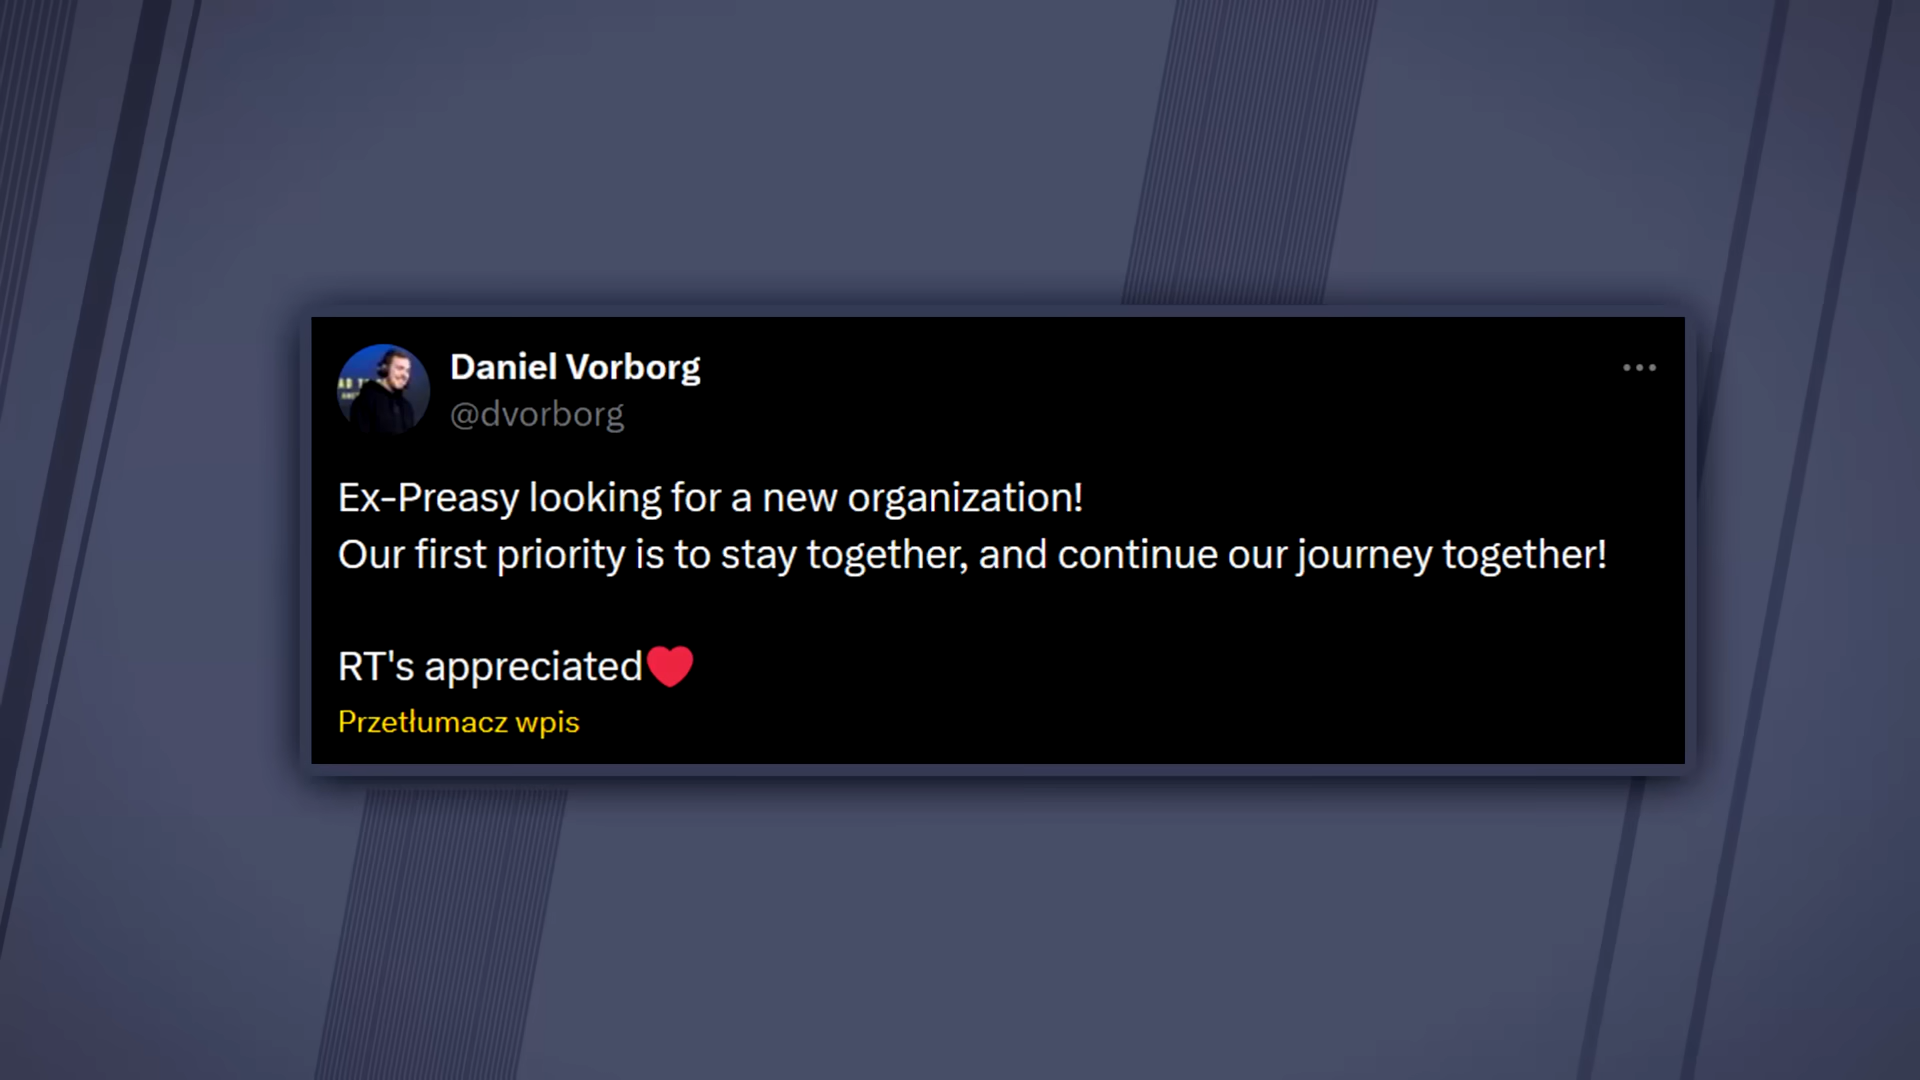 Daniel Vorborg
@dvorborg
Ex-Preasy looking for a new organization!
Our first priority is to stay together, and continue our journey together!
RT's appreciated❤️
Przetłumacz wpis